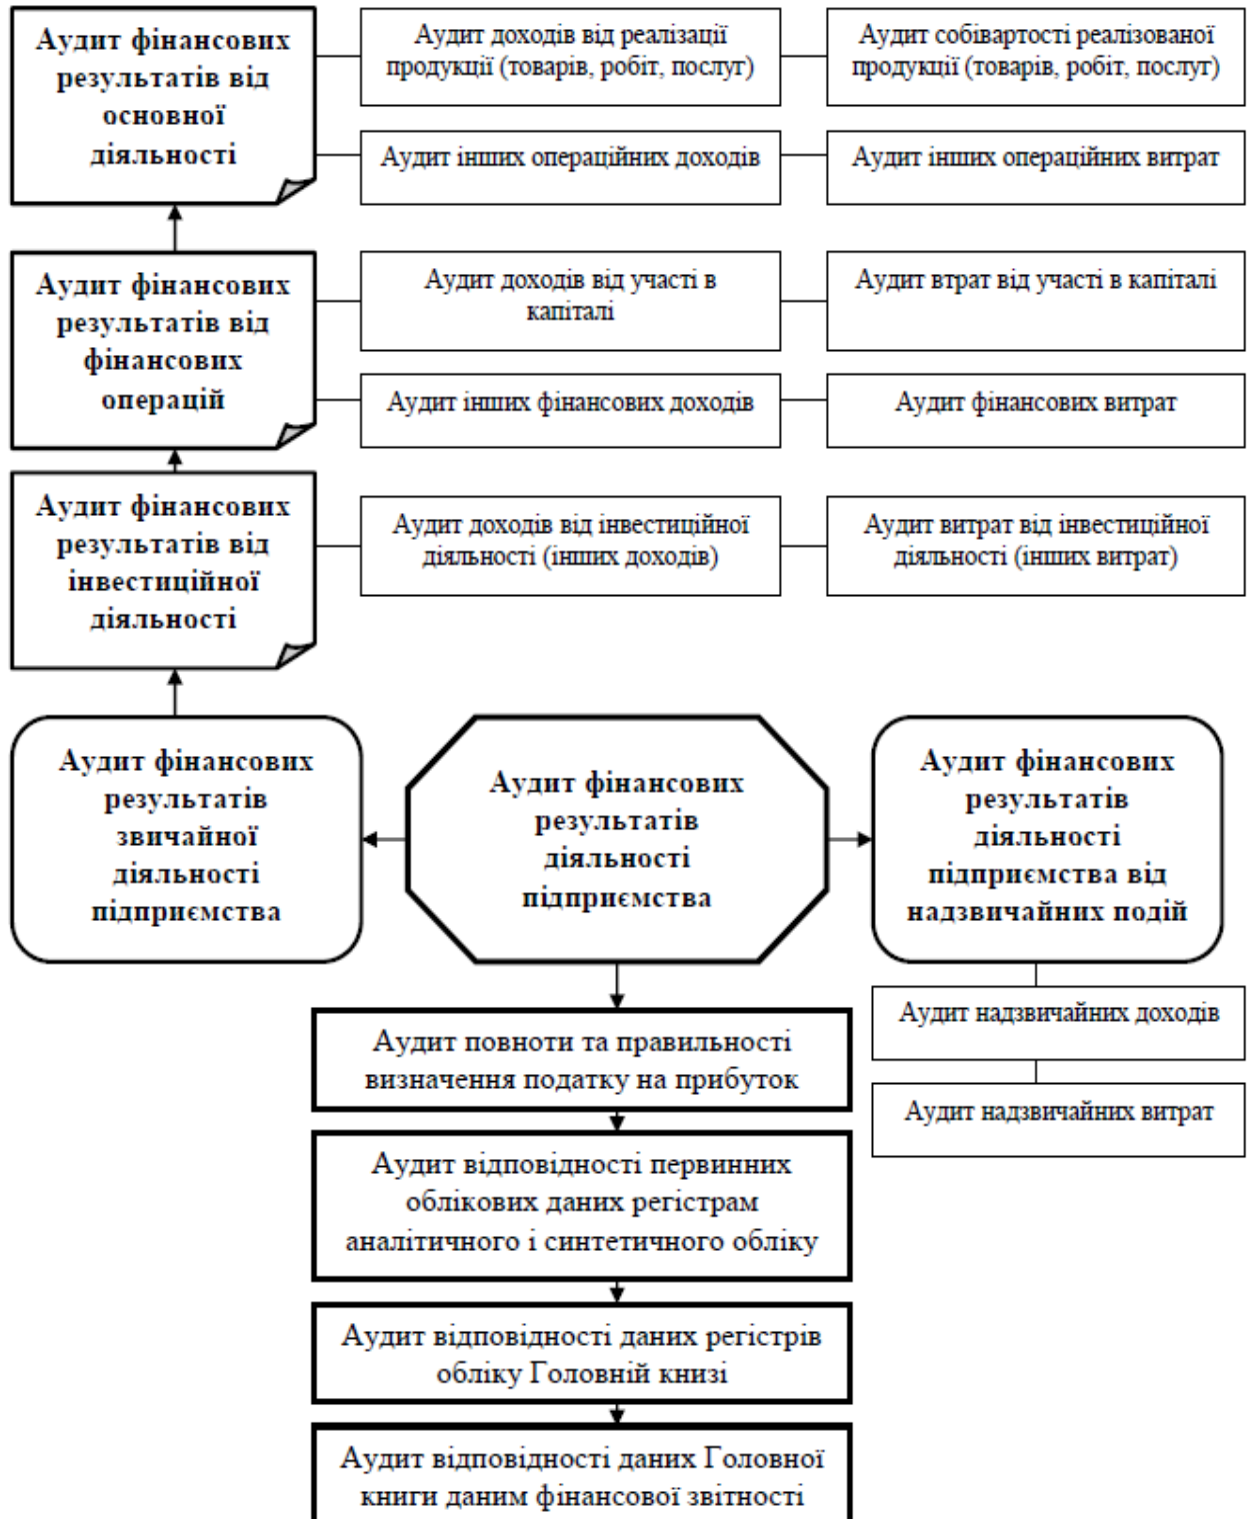 Аудит фінансових
результатів від
основної
діяльності
Аудит доходів від реалізації
продукції (товарів, робіт, послуг)
Аудит собівартості реалізованої
продукції (товарів, робіт, послуг)
Аудит інших операційних доходів
Аудит інших операційних витрат
Аудит фінансових
результатів від
фінансових
операцій
Аудит доходів від участі в
капіталі
Аудит втрат від участі в капіталі
Аудит інших фінансових доходів
Аудит фінансових витрат
Аудит фінансових
результатів від
інвестиційної
діяльності
Аудит доходів від інвестиційної
діяльності (інших доходів)
Аудит витрат від інвестиційної
діяльності (інших витрат)
Аудит фінансових
результатів
звичайної
діяльності
підприємства
Аудит фінансових
результатів
діяльності
підприємства
Аудит фінансових
результатів
діяльності
підприємства від
надзвичайних подій
Аудит надзвичайних доходів
Аудит надзвичайних витрат
Аудит повноти та правильності
визначення податку на прибуток
Аудит відповідності первинних
облікових даних регістрам
аналітичного і синтетичного обліку
Аудит відповідності даних регістрів
обліку Головній книзі
Аудит відповідності даних Головної
книги даним фінансової звітності